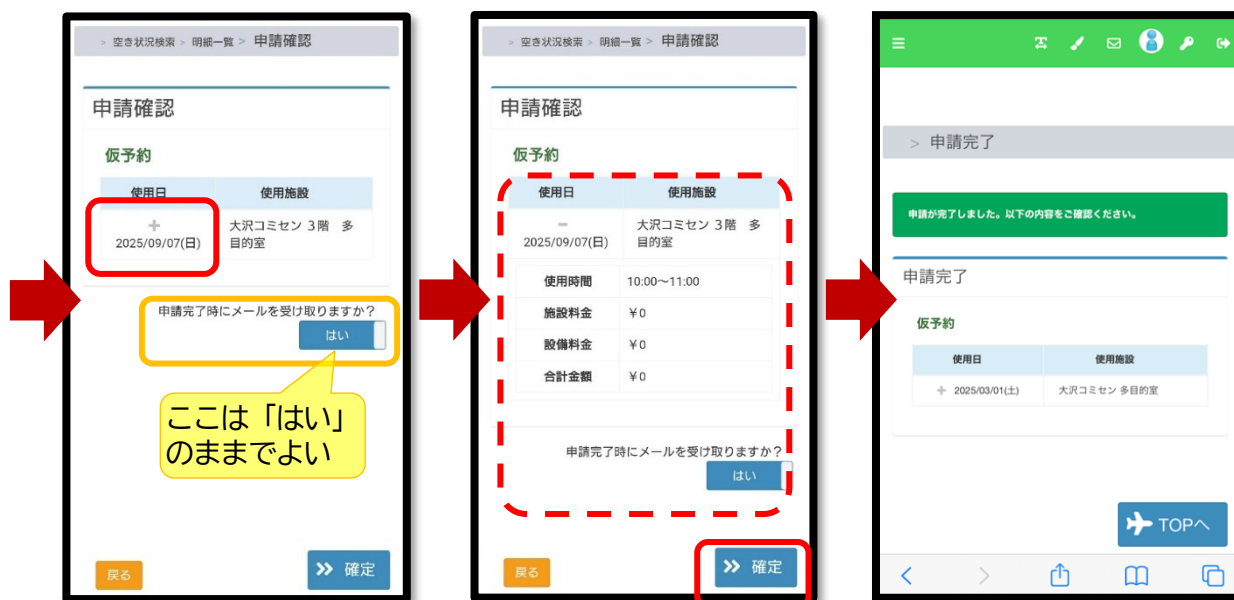 > 空き状況検索 > 明細一覧 > 申請確認
申請確認
仮予約
使用日 使用施設
2025/09/07(日) 大沢コミセン 3階 多
目的室
申請完了時にメールを受け取りますか?
はい
ここは「はい」
のままでよい
戻る
確定
> 空き状況検索 > 明細一覧 > 申請確認
申請確認
仮予約
使用日 使用施設
2025/09/07(日) 大沢コミセン 3階 多
目的室
使用時間 10:00~11:00
施設料金 ¥0
設備料金 ¥0
合計金額 ¥0
申請完了時にメールを受け取りますか?
はい
戻る
確定
> 申請完了
申請が完了しました。以下の内容をご確認ください。
申請完了
仮予約
使用日 使用施設
2025/03/01(土) 大沢コミセン 多目的室
TOPへ